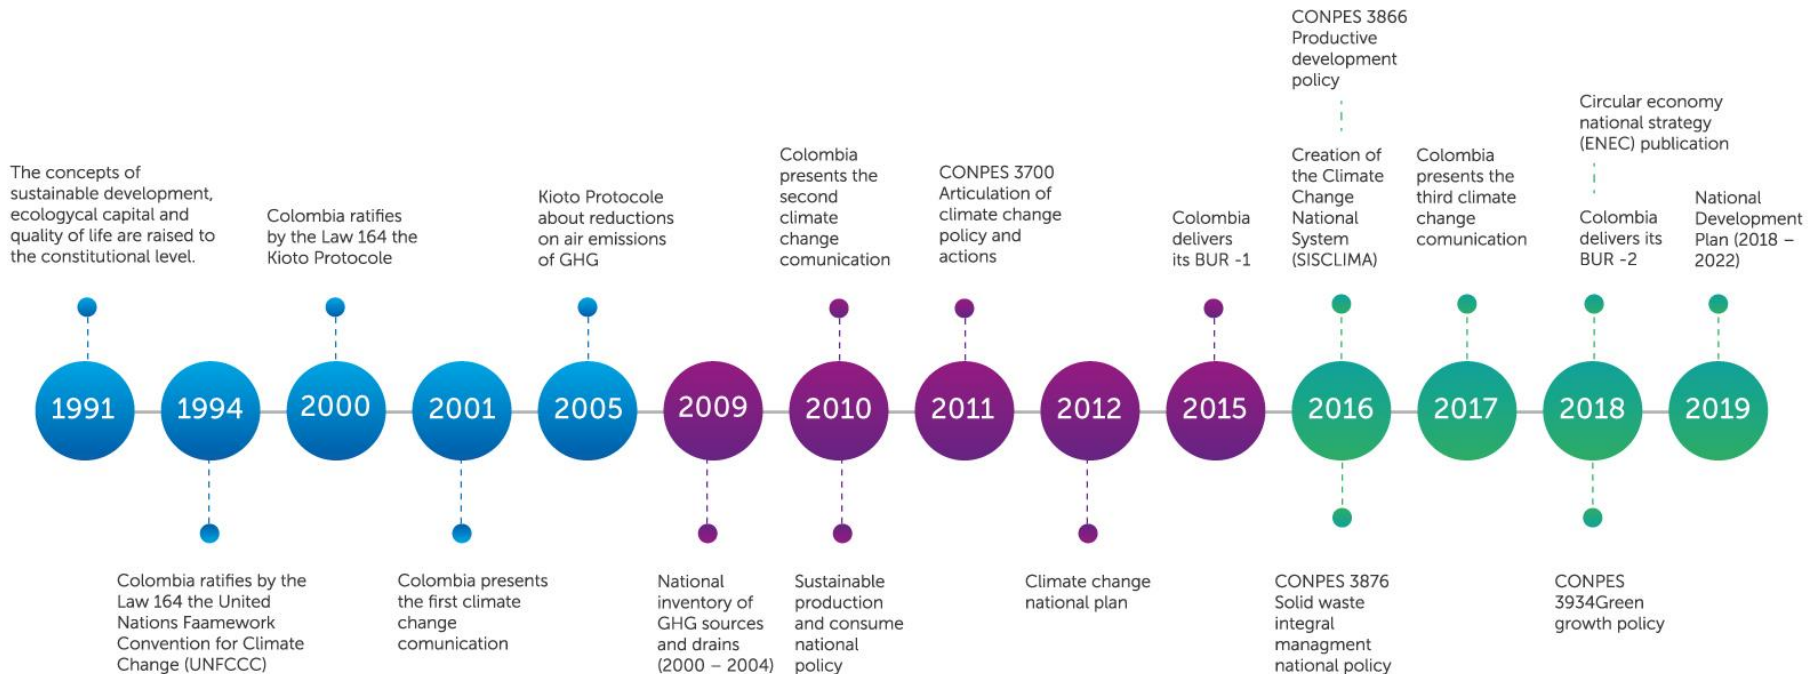 The concepts of
sustainable development,
ecologycal capital and
quality of life are raised to
the constitutional level.
Colombia ratifies
by the Law 164 the
Kioto Protocole
Kioto Protocole
about reductions
on air emissions
of GHG
Colombia
presents the
second
climate
change
comunication
CONPES 3700
Articulation of
climate change
policy and
actions
Colombia
delivers
its BUR -1
CONPES 3866
Productive
development
policy
Creation of
the Climate
Change
National
System
(SISCLIMA)
Colombia
presents the
third climate
change
comunication
Circular economy
national strategy
(ENEC) publication
Colombia
delivers its
BUR -2
National
Development
Plan (2018 –
2022)
1991
1994
2000
2001
2005
2009
2010
2011
2012
2015
2016
2017
2018
2019
Colombia ratifies by the
Law 164 the United
Nations Faamework
Convention for Climate
Change (UNFCCC)
Colombia presents
the first climate
change
comunication
National
inventory of
GHG sources
and drains
(2000 – 2004)
Sustainable
production
and consume
national
policy
Climate change
national plan
CONPES 3876
Solid waste
integral
managment
national policy
CONPES
3934Green
growth policy